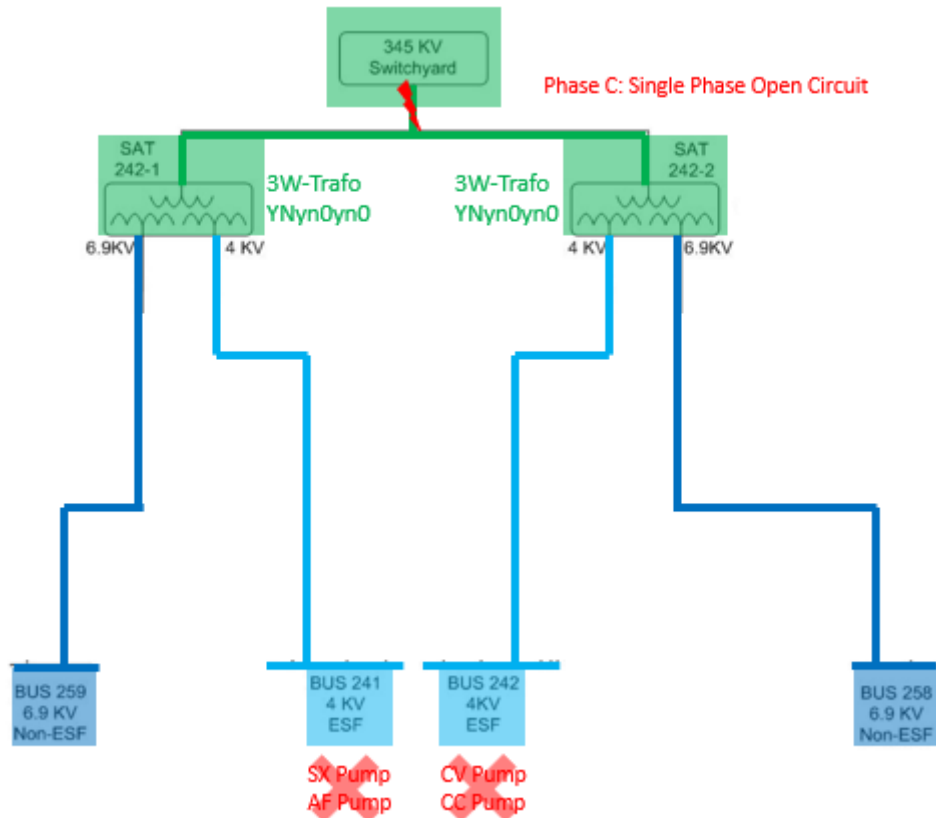 345 KV
Switchyard
Phase C: Single Phase Open Circuit
SAT
242-1
3W-Trafo
YNyn0yn0
3W-Trafo
YNyn0yn0
SAT
242-2
6.9KV
4 KV
4 KV
6.9KV
BUS 259
6.9 KV
Non-ESF
BUS 241
4 KV
ESF
BUS 242
4KV
ESF
BUS 258
6.9 KV
Non-ESF
SX Pump
AF Pump
CV Pump
CC Pump